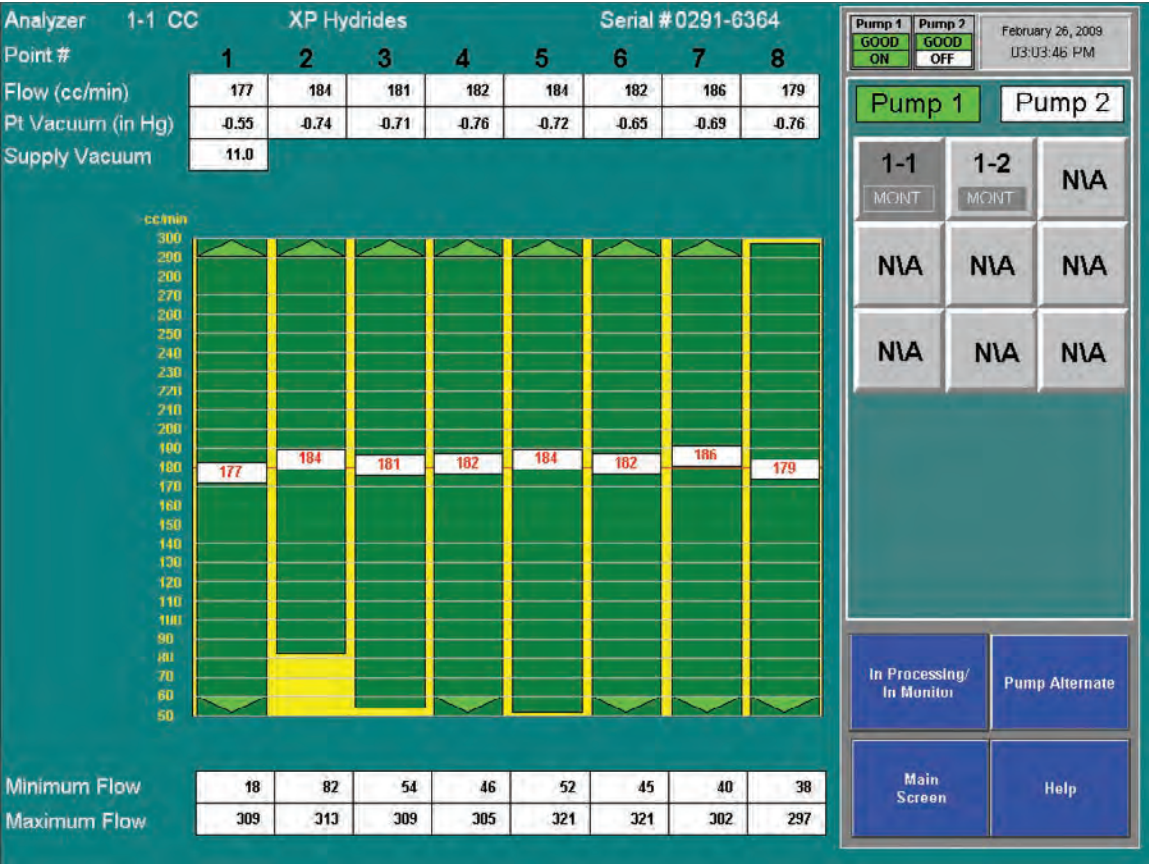 Analyzer 1-1 CC XP Hydrides Serial #0291-6364
Point # 1 2 3 4 5 6 7 8
Flow (cc/min) 177 184 181 182 184 182 186 179
Pt Vacuum (in Hg) -0.55 -0.74 -0.71 -0.76 -0.72 -0.65 -0.69 -0.76
Supply Vacuum 11.0
cc/min
300
290
280
270
260
250
240
230
220
210
200
190
180
170
160
150
140
130
120
110
100
90
80
70
60
50
177 184 181 182 184 182 186 179
Minimum Flow 18 82 54 46 52 45 40 38
Maximum Flow 309 313 309 305 321 321 302 297
Pump 1 Pump 2
GOOD GOOD
ON OFF
February 26, 2009
03:03:46 PM
Pump 1 Pump 2
1-1 1-2 N\A
MONT MONT
N\A N\A N\A
N\A N\A N\A
In Processing/
In Monitor
Pump Alternate
Main
Screen
Help